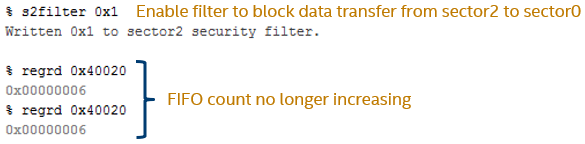 % s2filter 0x1 Enable filter to block data transfer from sector2 to sector0
Written 0x1 to sector2 security filter.
% regrd 0x40020
0x00000006
FIFO count no longer increasing
% regrd 0x40020
0x00000006